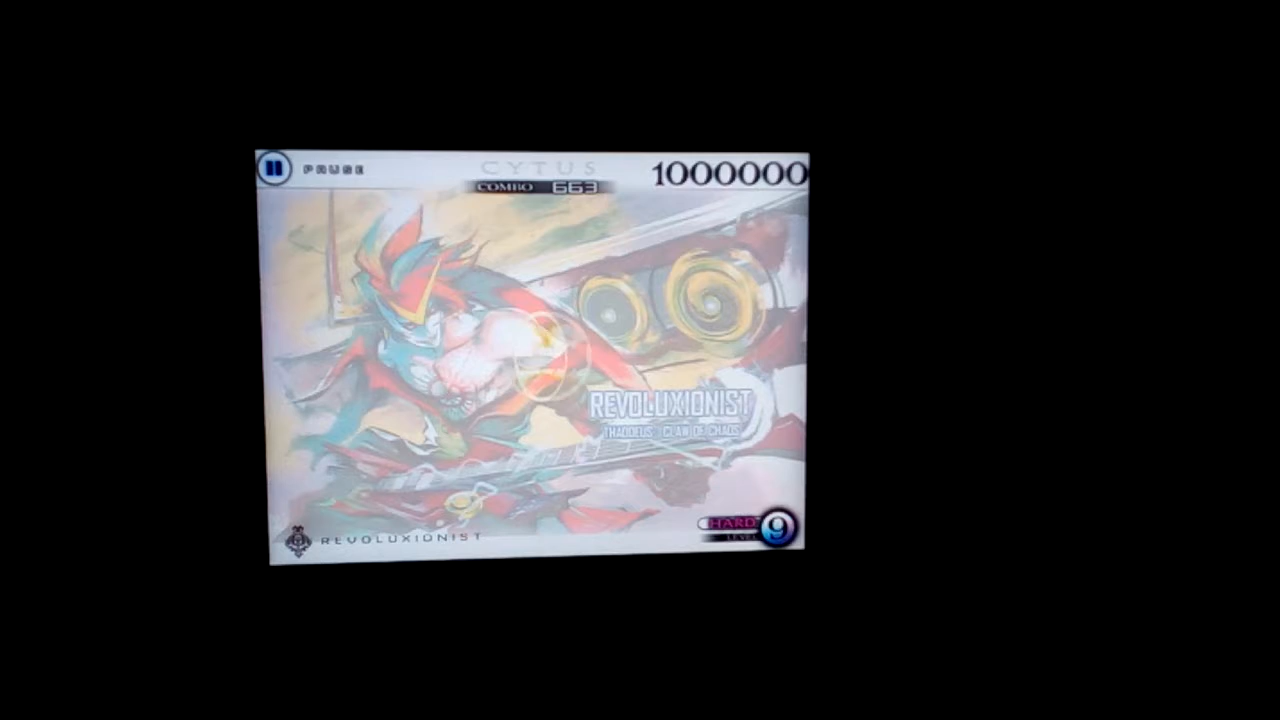 PAUSE
CYTUS
1000000
COMBO 663
REVOLUXIONIST
THADDEUS: CLAW OF CHAOS
HARD
9
LEVEL
REVOLUXIONIST